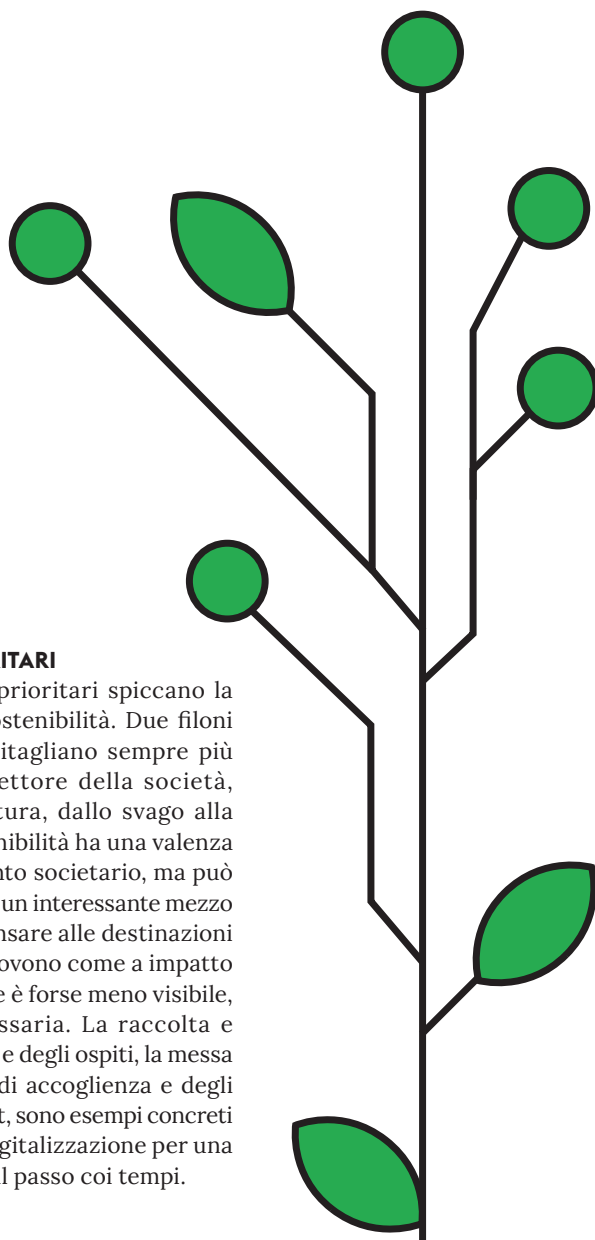 ITARI
prioritari spiccano la
ostenibilità. Due filoni
itagliano sempre più
ettore della società,
tura, dallo svago alla
nibilità ha una valenza
nto societario, ma può
un interessante mezzo
nsare alle destinazioni
ovono come a impatto
e è forse meno visibile,
ssaria. La raccolta e
e degli ospiti, la messa
di accoglienza e degli
t, sono esempi concreti
gitalizzazione per una
l passo coi tempi.